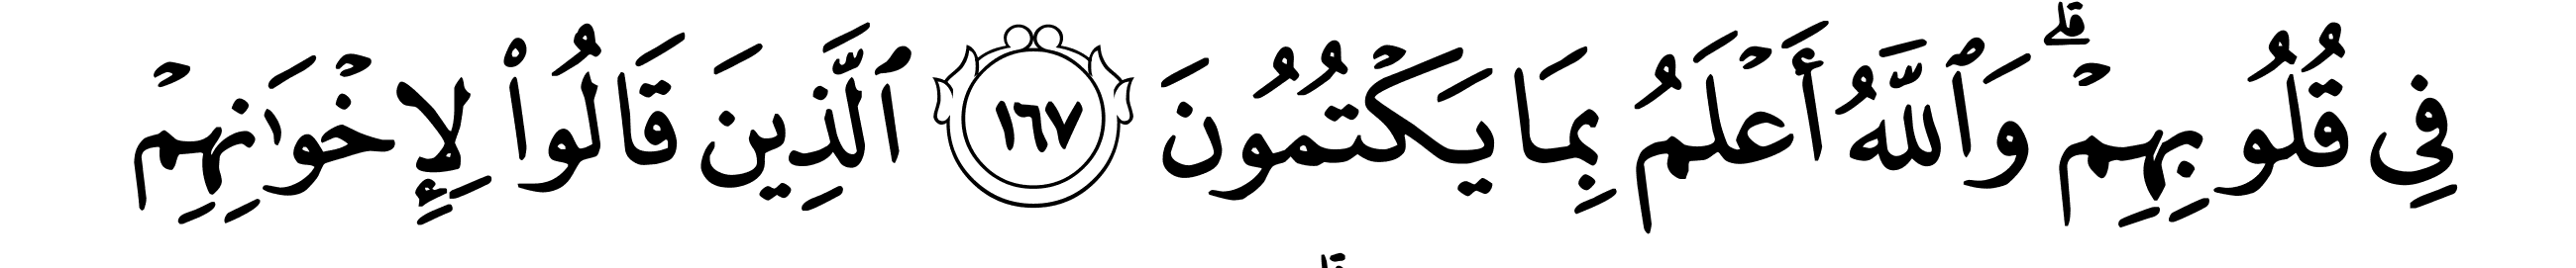 فِى قُلُوبِهِمْۗ وَٱللَّهُ أَعْلَمُ بِمَا يَكْتُمُونَ ١٦٧ ٱلَّذِينَ قَالُوا۟ لِإِخْوَٰنِهِمْ